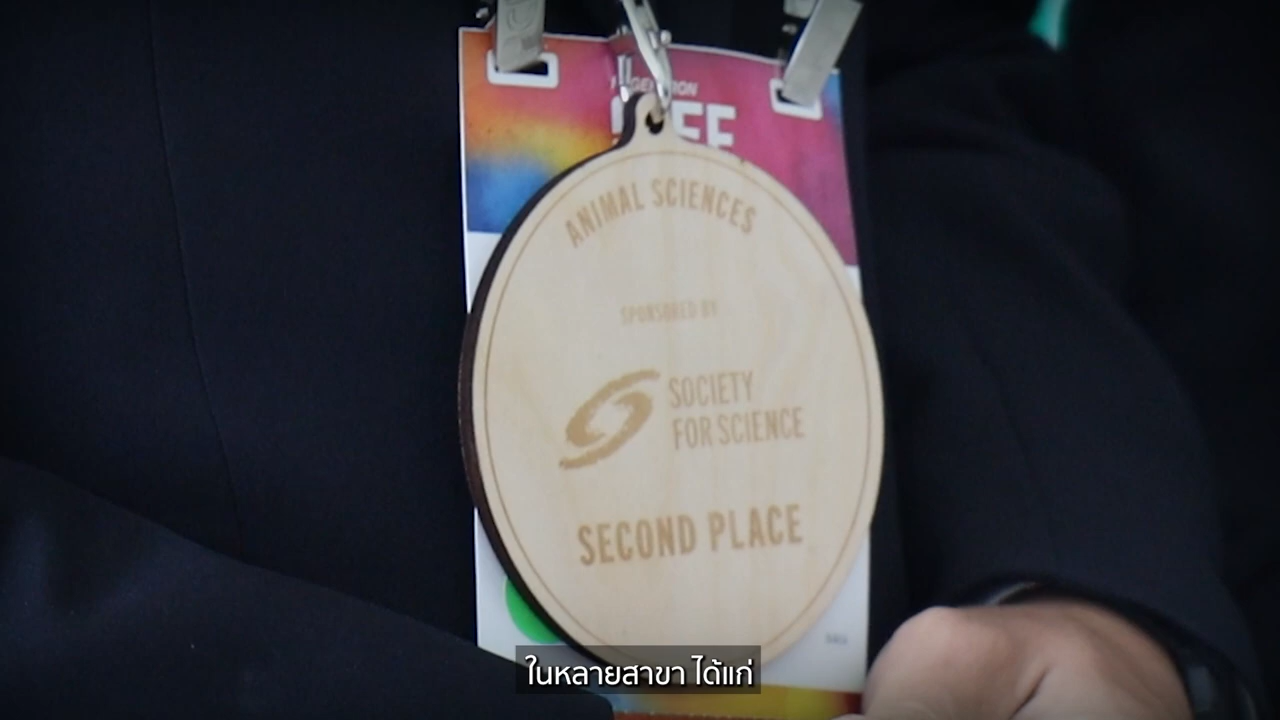 ANIMAL SCIENCES
SPONSORED BY
SOCIETY
FOR SCIENCE
SECOND PLACE
ในหลายสาขา ได้แก่